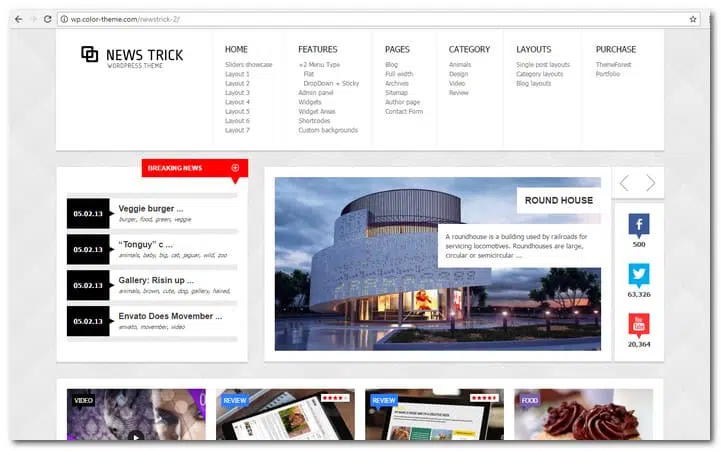 wp.color-theme.com/newstrick-2/
NEWS TRICK
WORDPRESS THEME
HOME
Sliders showcase
Layout 1
Layout 2
Layout 3
Layout 4
Layout 5
Layout 6
Layout 7
FEATURES
+2 Menu Type
Flat
DropDown + Sticky
Admin panel
Widgets
Widget Areas
Shortcodes
Custom backgrounds
PAGES
Blog
Full width
Archives
Sitemap
Author page
Contact Form
CATEGORY
Animals
Design
Video
Review
LAYOUTS
Single post layouts
Category layouts
Blog layouts
PURCHASE
ThemeForest
Portfolio
BREAKING NEWS
05.02.13
Veggie burger ...
burger, food, green, veggie
05.02.13
“Tonguy” c ...
animals, baby, big, cat, jaguar, wild, zoo
05.02.13
Gallery: Risin up ...
animals, brown, cute, dog, gallery, haired,
05.02.13
Envato Does Movember ...
envato, movember, video
ROUND HOUSE
A roundhouse is a building used by railroads for
servicing locomotives. Roundhouses are large,
circular or semicircular ...
500
63,326
You
Tube
20,364
VIDEO
REVIEW
REVIEW
FOOD